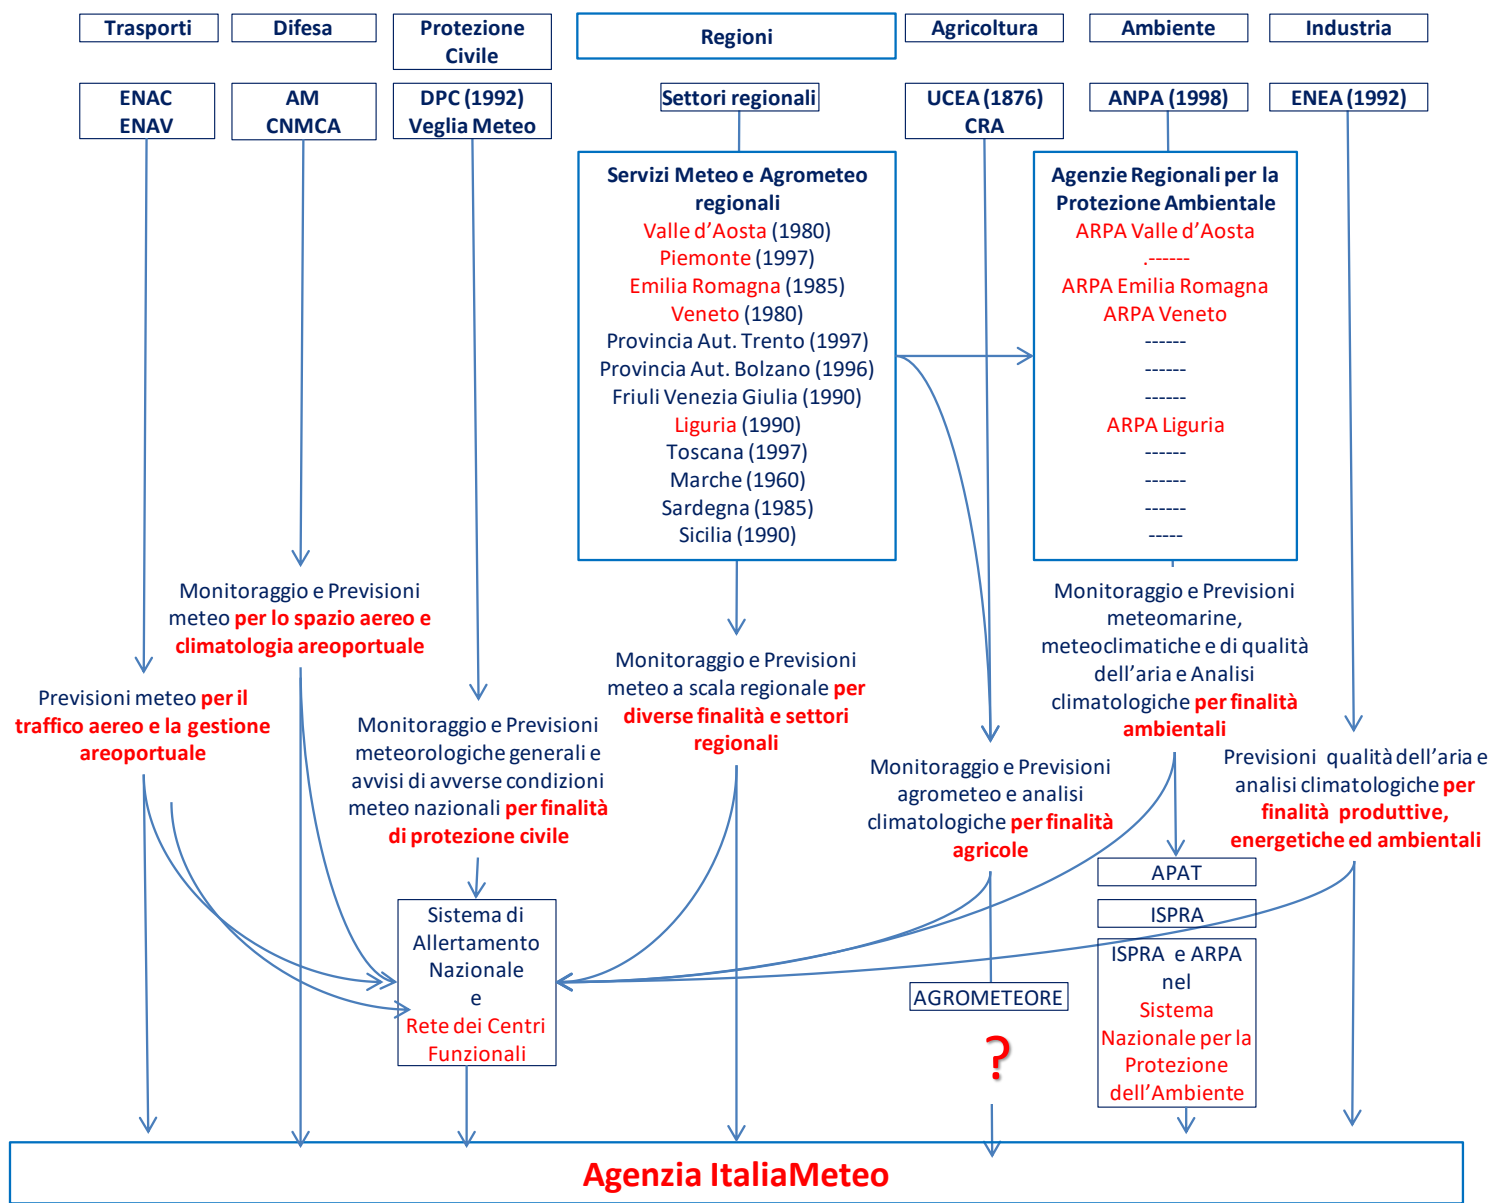 Trasporti
Difesa
Protezione
Civile
Regioni
Agricoltura
Ambiente
Industria
ENAC
ENAV
AM
CNMCA
DPC (1992)
Veglia Meteo
Settori regionali
UCEA (1876)
CRA
ANPA (1998)
ENEA (1992)
Servizi Meteo e Agrometeo
regionali
Valle d'Aosta (1980)
Piemonte (1997)
Emilia Romagna (1985)
Veneto (1980)
Provincia Aut. Trento (1997)
Provincia Aut. Bolzano (1996)
Friuli Venezia Giulia (1990)
Liguria (1990)
Toscana (1997)
Marche (1960)
Sardegna (1985)
Sicilia (1990)
Agenzie Regionali per la
Protezione Ambientale
ARPA Valle d'Aosta
.------
ARPA Emilia Romagna
ARPA Veneto
------
------
------
ARPA Liguria
------
------
------
-----
Monitoraggio e Previsioni
meteo per lo spazio aereo e
climatologia areoportuale
Previsioni meteo per il
traffico aereo e la gestione
areoportuale
Monitoraggio e Previsioni
meteorologiche generali e
avvisi di avverse condizioni
meteo nazionali per finalità
di protezione civile
Monitoraggio e Previsioni
meteo a scala regionale per
diverse finalità e settori
regionali
Monitoraggio e Previsioni
agrometeo e analisi
climatologiche per finalità
agricole
Monitoraggio e Previsioni
meteomarine,
meteoclimatiche e di qualità
dell'aria e Analisi
climatologiche per finalità
ambientali
Previsioni qualità dell'aria e
analisi climatologiche per
finalità produttive,
energetiche ed ambientali
Sistema di
Allertamento
Nazionale
e
Rete dei Centri
Funzionali
AGROMETEORE
?
APAT
ISPRA
ISPRA e ARPA
nel
Sistema
Nazionale per la
Protezione
dell'Ambiente
Agenzia ItaliaMeteo